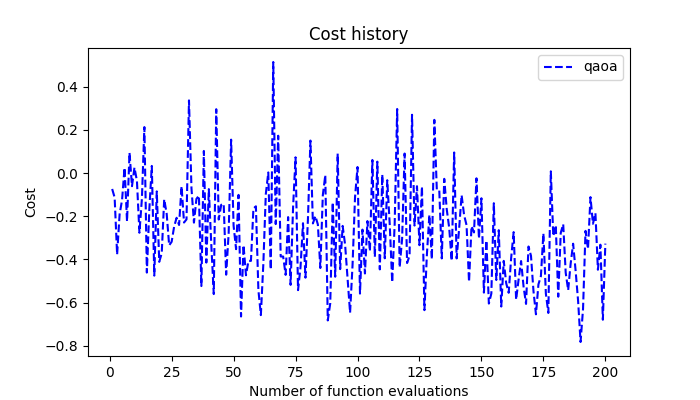 Cost history
qaoa
Cost
0.4
0.2
0.0
−0.2
−0.4
−0.6
−0.8
0 25 50 75 100 125 150 175 200
Number of function evaluations